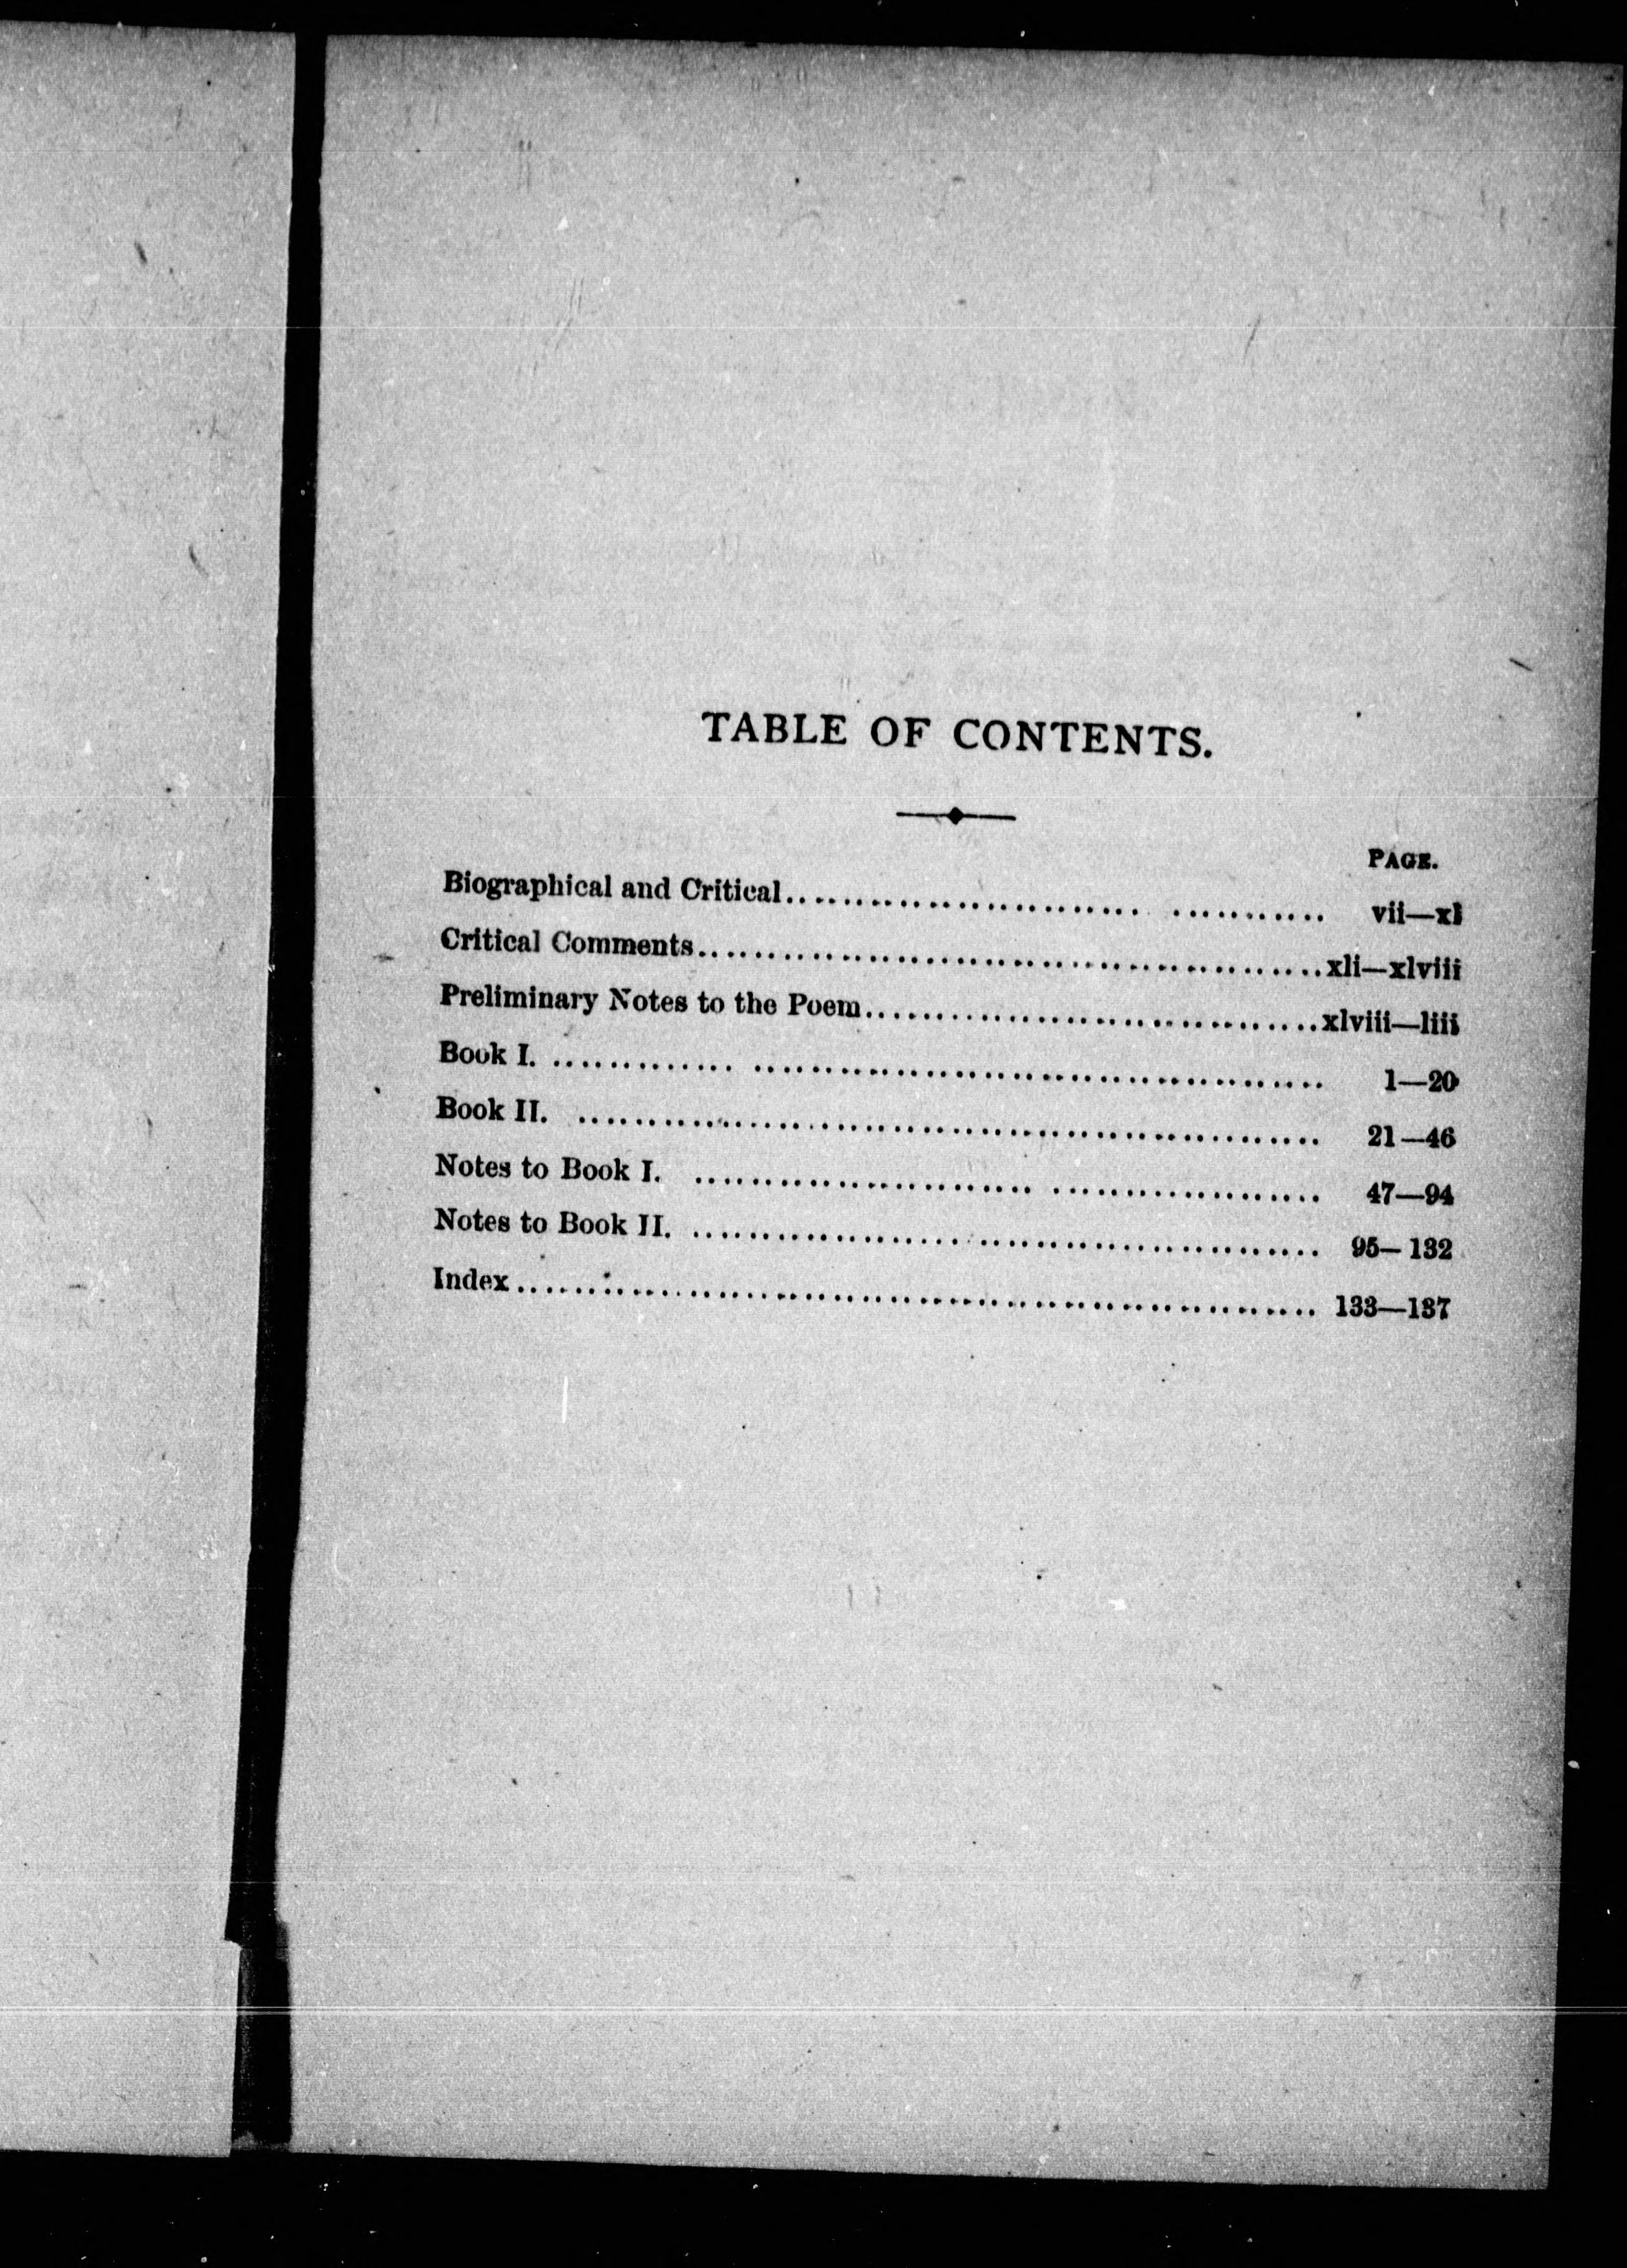 TABLE OF CONTENTS.
PAGE.
Biographical and Critical.................................... vii—xl
Critical Comments............................................xli—xlviii
Preliminary Notes to the Poem................................xlviii—liii
Book I. ..................................................... 1—20
Book II. .................................................... 21—46
Notes to Book I. ............................................ 47—94
Notes to Book II. ........................................... 95—132
Index........................................................ 133—137